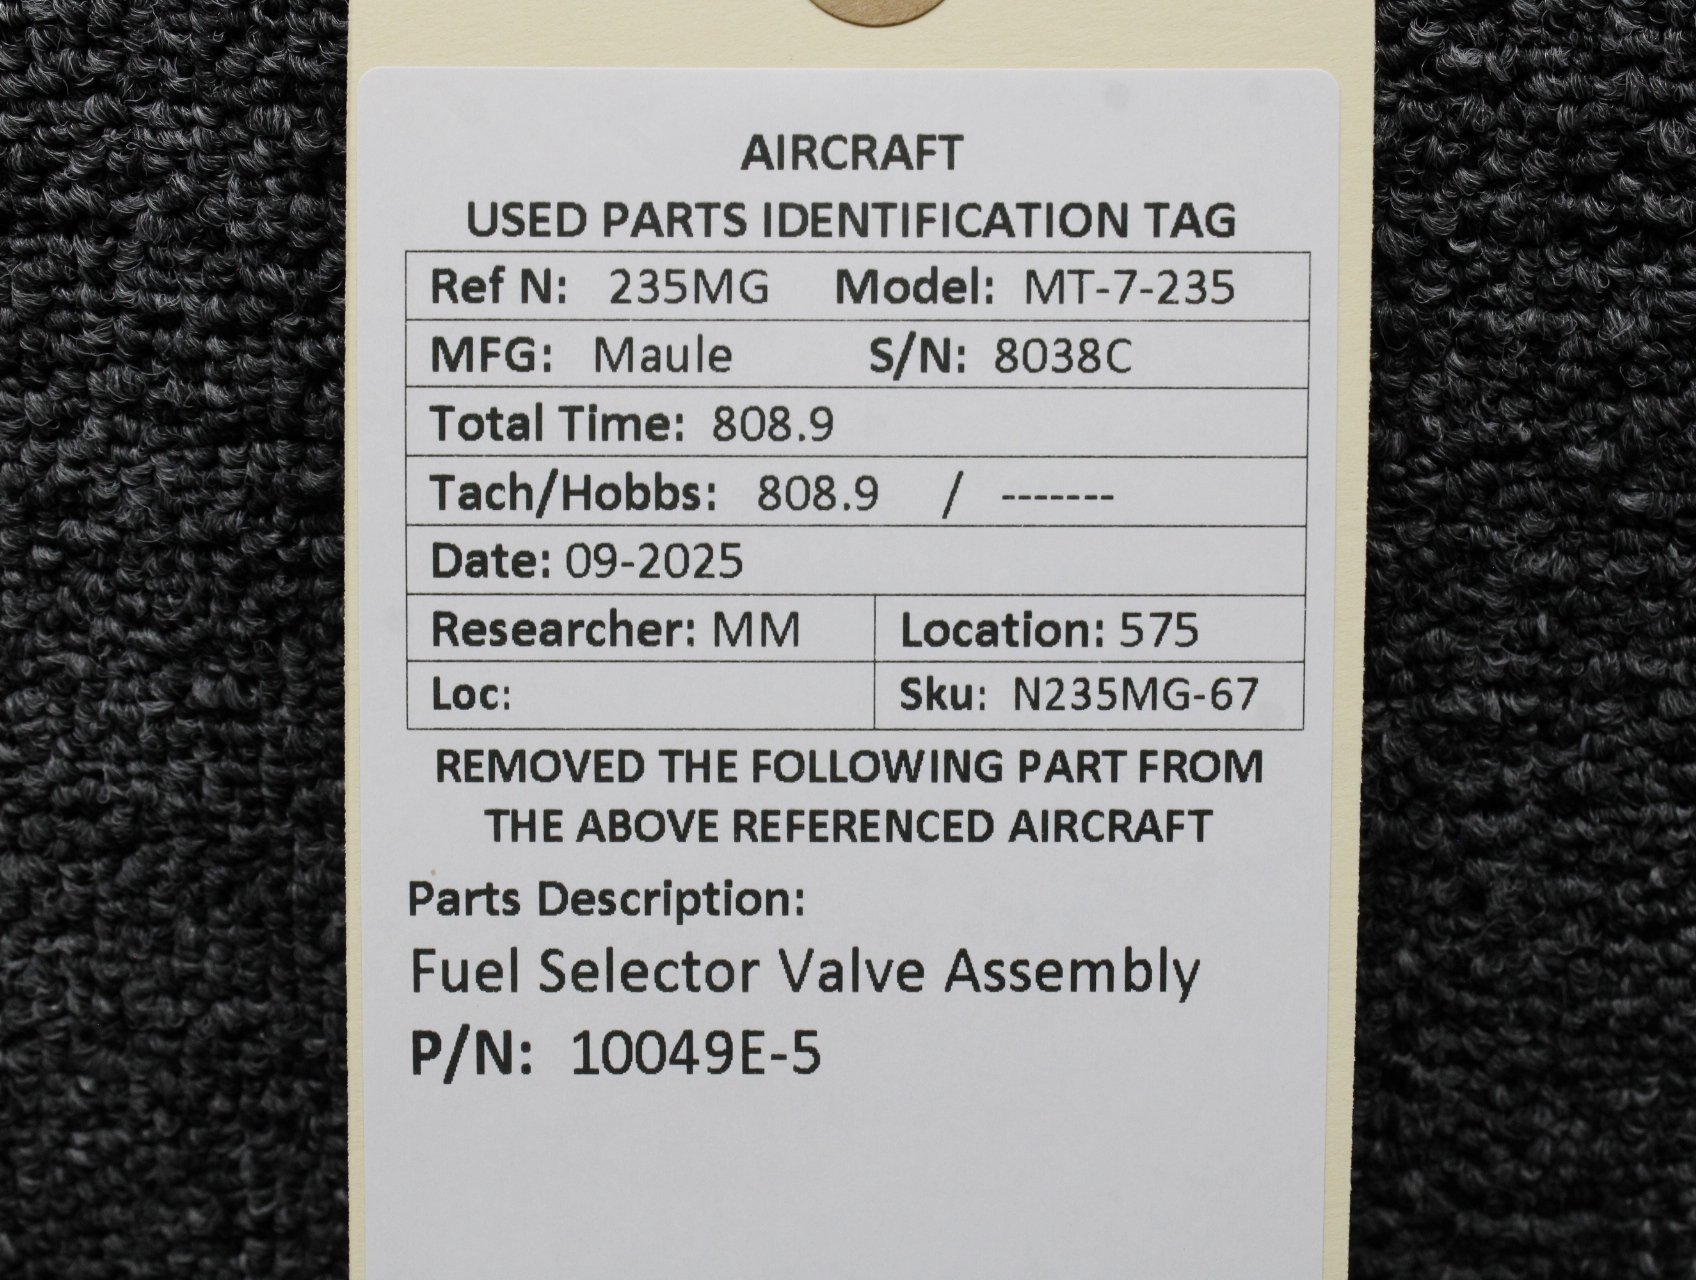 AIRCRAFT
USED PARTS IDENTIFICATION TAG
Ref N: 235MG Model: MT-7-235
MFG: Maule S/N: 8038C
Total Time: 808.9
Tach/Hobbs: 808.9 / -------
Date: 09-2025
Researcher: MM Location: 575
Loc: Sku: N235MG-67
REMOVED THE FOLLOWING PART FROM
THE ABOVE REFERENCED AIRCRAFT
Parts Description:
Fuel Selector Valve Assembly
P/N: 10049E-5